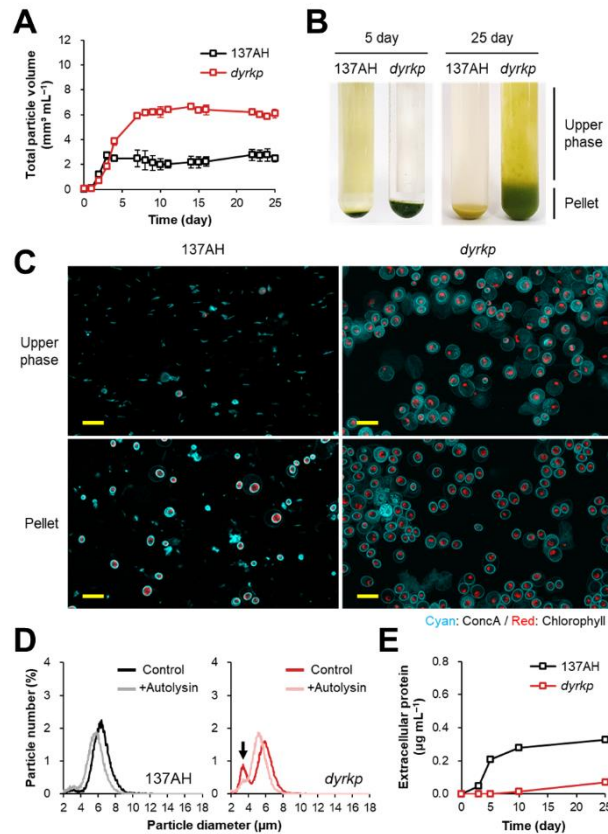 A
137AH
dyrkp
Total particle volume
(mm³ mL⁻¹)
12
10
8
6
4
2
0
0 5 10 15 20 25
Time (day)
B
5 day 25 day
137AH dyrkp 137AH dyrkp
Upper
phase
Pellet
C
137AH dyrkp
Upper
phase
Pellet
Cyan: ConcA / Red: Chlorophyll
D
Particle number (%)
4
3
2
1
0
Control
+Autolysin
137AH
2 4 6 8 10 12 14 16 18
4
3
2
1
0
Control
+Autolysin
dyrkp
2 4 6 8 10 12 14 16 18
Particle diameter (µm)
E
137AH
dyrkp
Extracellular protein
(µg mL⁻¹)
0.8
0.6
0.4
0.2
0.0
0 5 10 15 20 25
Time (day)